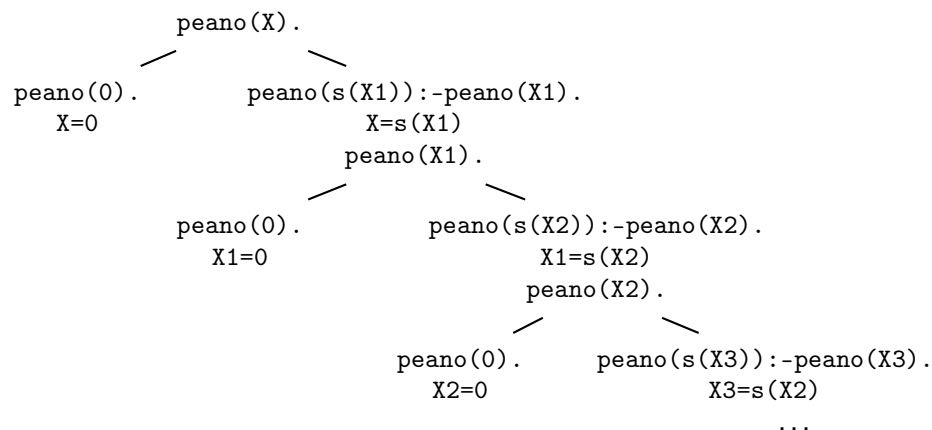 peano(X).
peano(0). peano(s(X1)):-peano(X1).
X=0 X=s(X1)
peano(X1).
peano(0). peano(s(X2)):-peano(X2).
X1=0 X1=s(X2)
peano(X2).
peano(0). peano(s(X3)):-peano(X3).
X2=0 X3=s(X2)
...